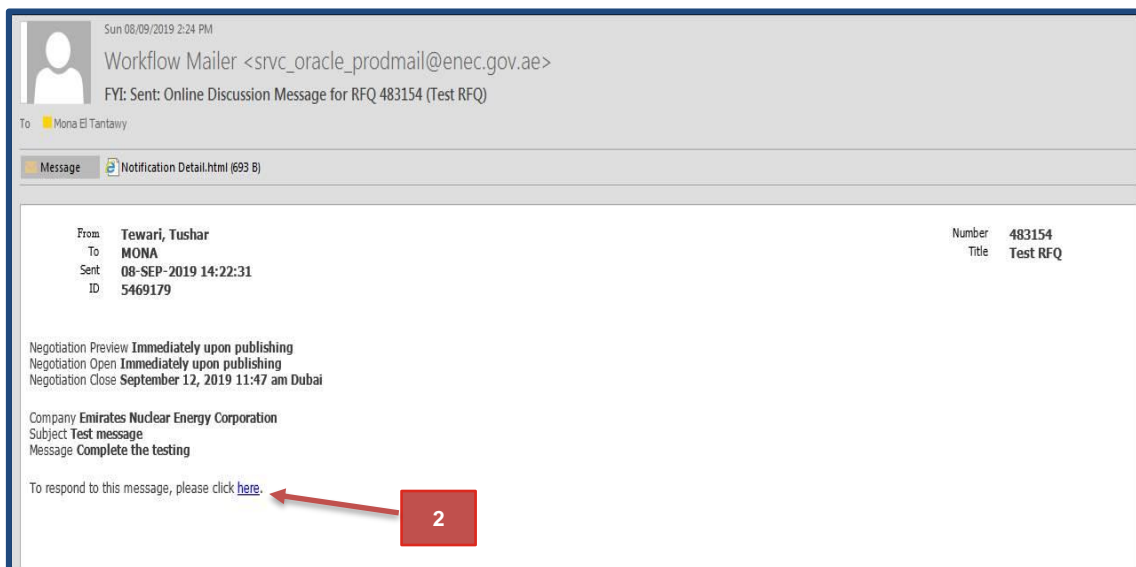 Sun 08/09/2019 2:24 PM
Workflow Mailer <srvc_oracle_prodmail@enec.gov.ae>
FYI: Sent: Online Discussion Message for RFQ 483154 (Test RFQ)
To Mona El Tantawy
Message Notification Detail.html (693 B)
From Tewari, Tushar Number 483154
To MONA Title Test RFQ
Sent 08-SEP-2019 14:22:31
ID 5469179
Negotiation Preview Immediately upon publishing
Negotiation Open Immediately upon publishing
Negotiation Close September 12, 2019 11:47 am Dubai
Company Emirates Nuclear Energy Corporation
Subject Test message
Message Complete the testing
To respond to this message, please click here.
2